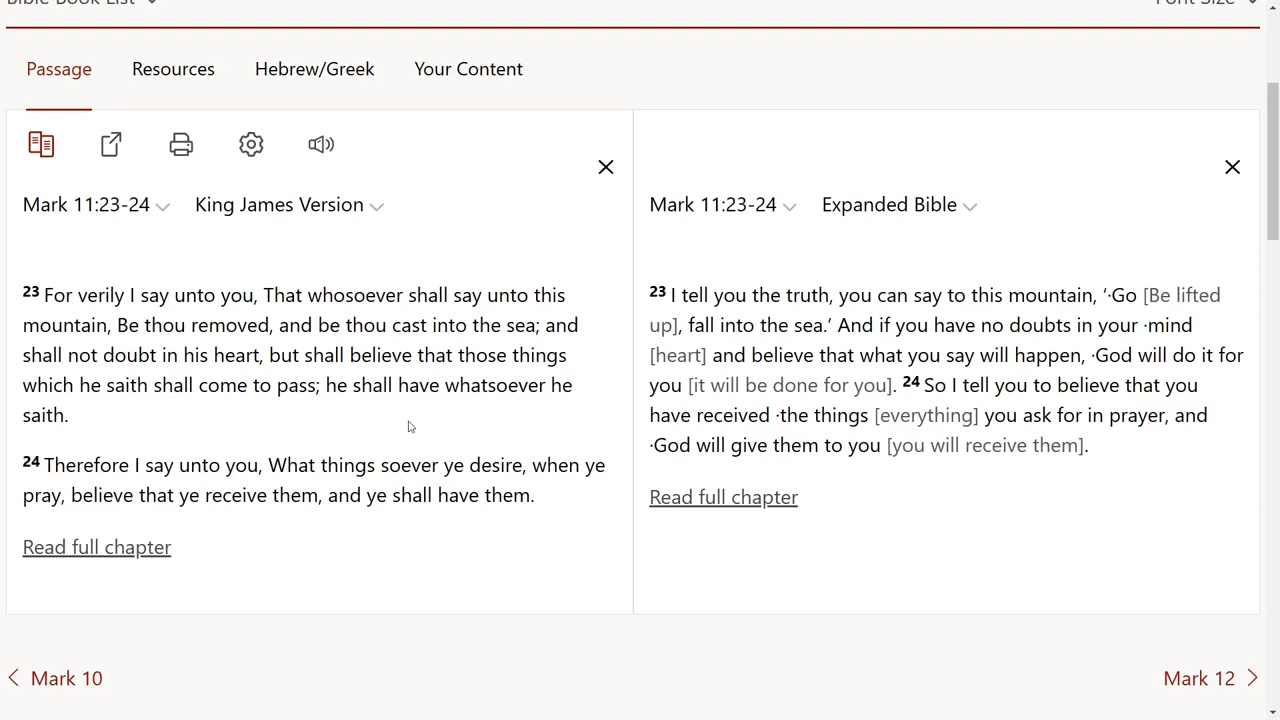 Bible Book List
Font Size
Passage
Resources
Hebrew/Greek
Your Content
Mark 11:23-24
King James Version
23 For verily I say unto you, That whosoever shall say unto this
mountain, Be thou removed, and be thou cast into the sea; and
shall not doubt in his heart, but shall believe that those things
which he saith shall come to pass; he shall have whatsoever he
saith.
24 Therefore I say unto you, What things soever ye desire, when ye
pray, believe that ye receive them, and ye shall have them.
Read full chapter
Mark 11:23-24
Expanded Bible
23 I tell you the truth, you can say to this mountain, ‘·Go [Be lifted
up], fall into the sea.’ And if you have no doubts in your ·mind
[heart] and believe that what you say will happen, ·God will do it for
you [it will be done for you]. 24 So I tell you to believe that you
have received ·the things [everything] you ask for in prayer, and
·God will give them to you [you will receive them].
Read full chapter
Mark 10
Mark 12